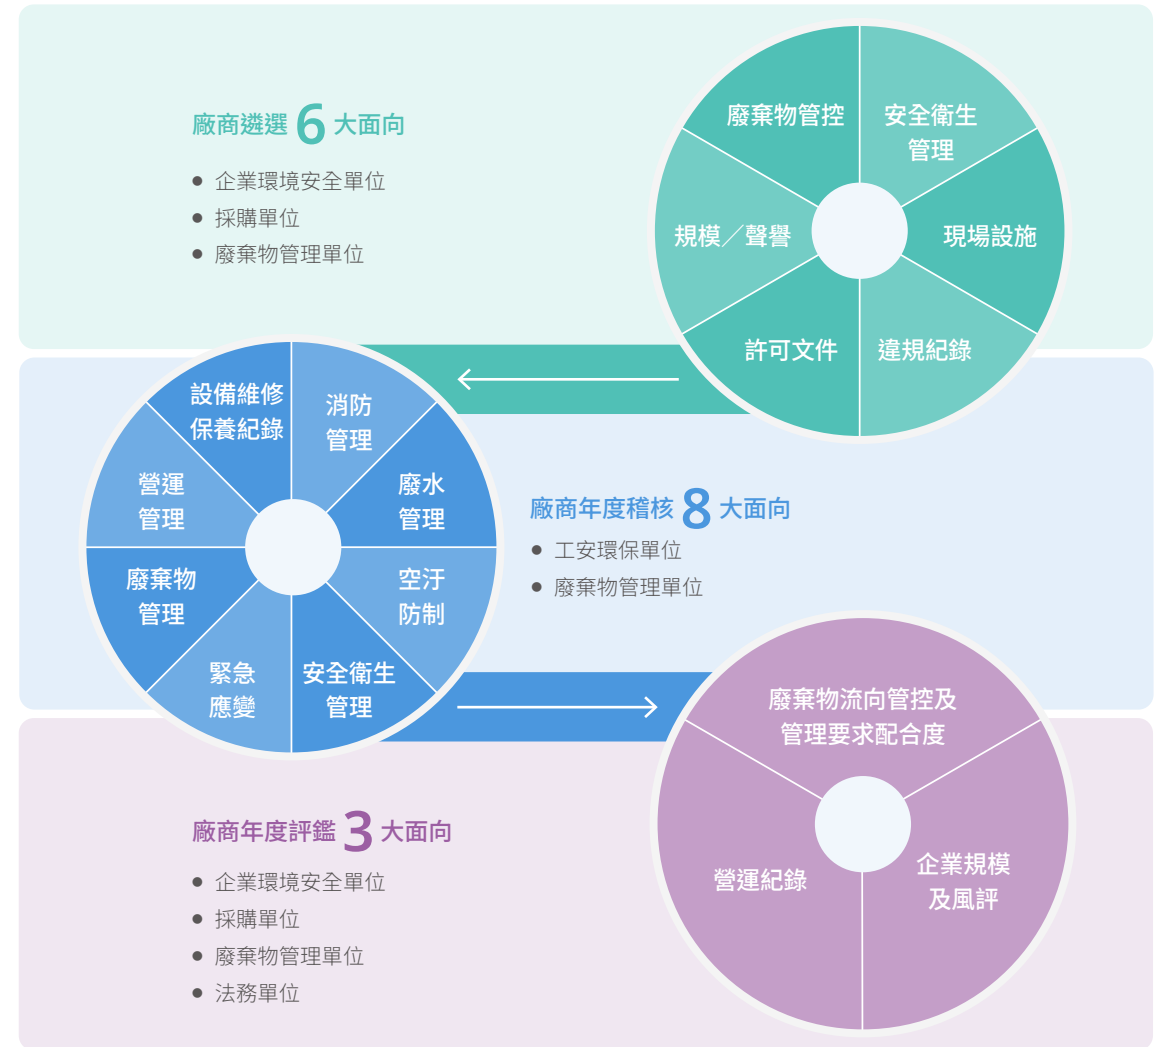 廠商遴選 6 大面向
● 企業環境安全單位
● 採購單位
● 廢棄物管理單位
廢棄物管控
安全衛生
管理
現場設施
違規紀錄
許可文件
規模／聲譽
設備維修
保養紀錄
消防
管理
廢水
管理
空汙
防制
安全衛生
管理
緊急
應變
廢棄物
管理
營運
管理
廠商年度稽核 8 大面向
● 工安環保單位
● 廢棄物管理單位
廠商年度評鑑 3 大面向
● 企業環境安全單位
● 採購單位
● 廢棄物管理單位
● 法務單位
廢棄物流向管控及
管理要求配合度
企業規模
及風評
營運紀錄